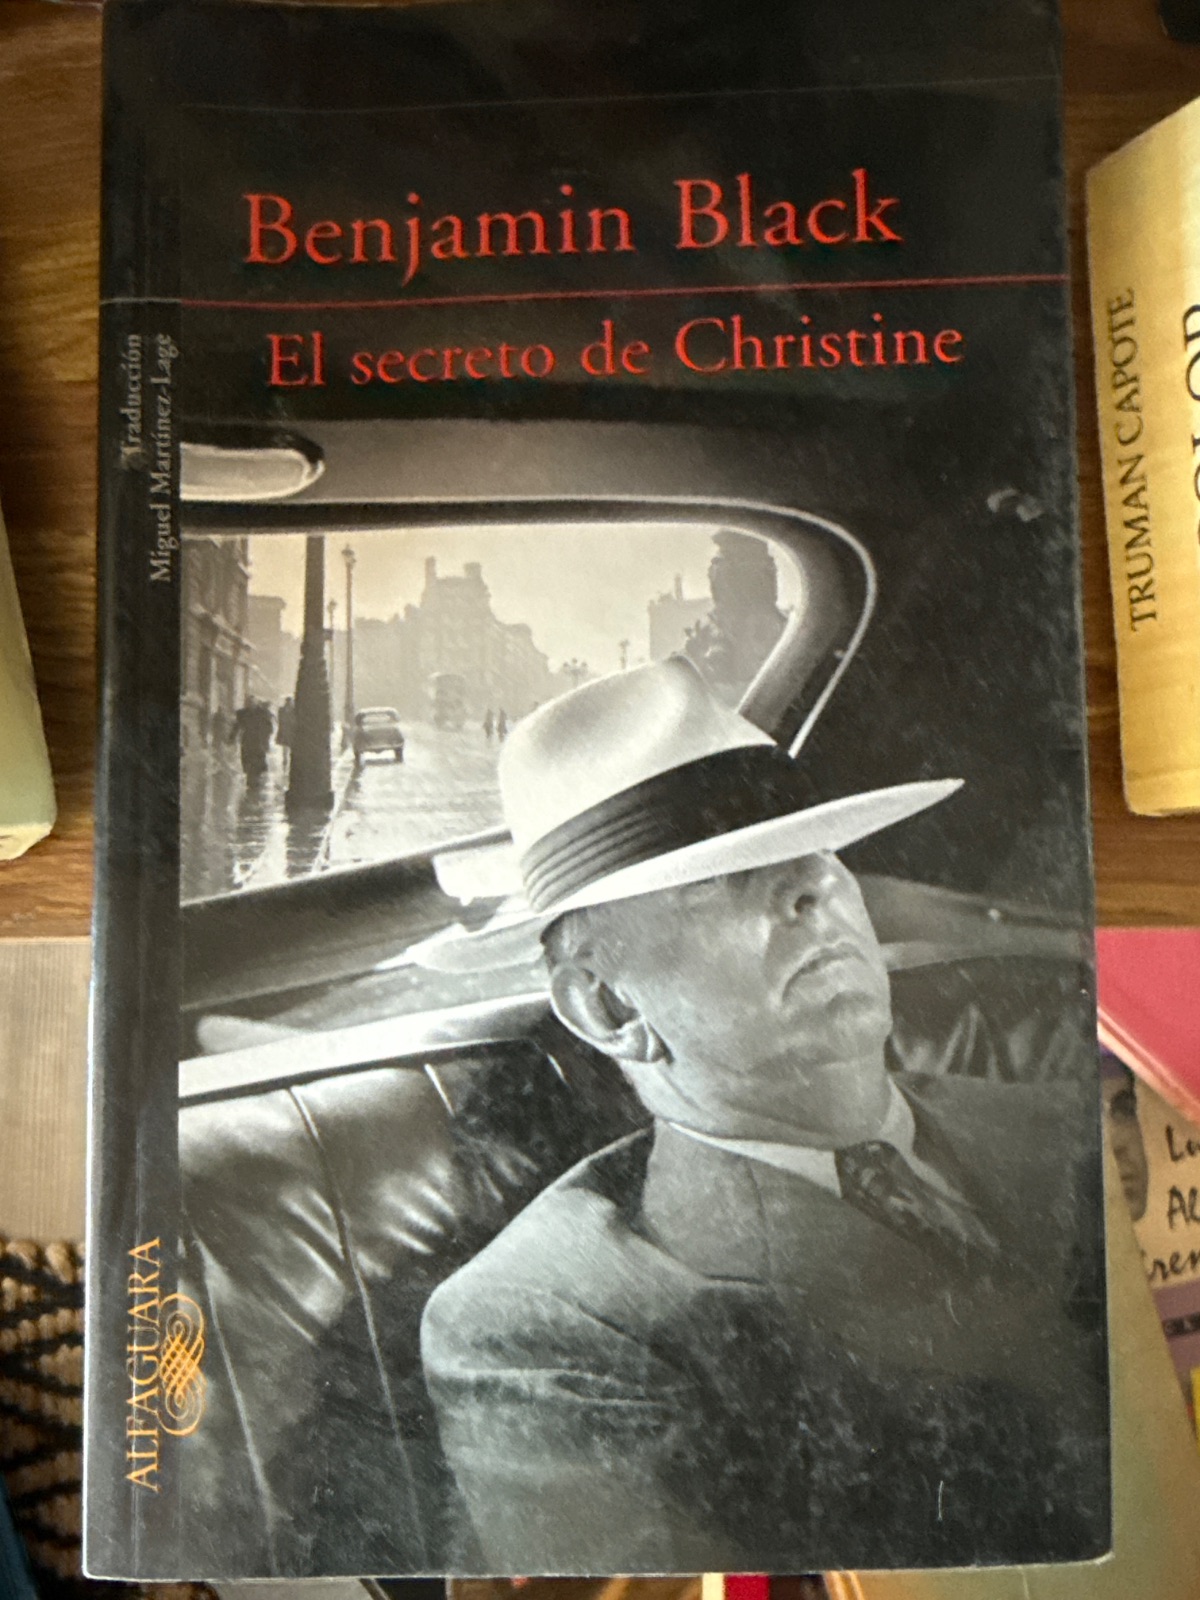 Benjamin Black
El secreto de Christine
Traducción
Miguel Martínez-Lage
ALFAGUARA
TRUMAN CAPOTE